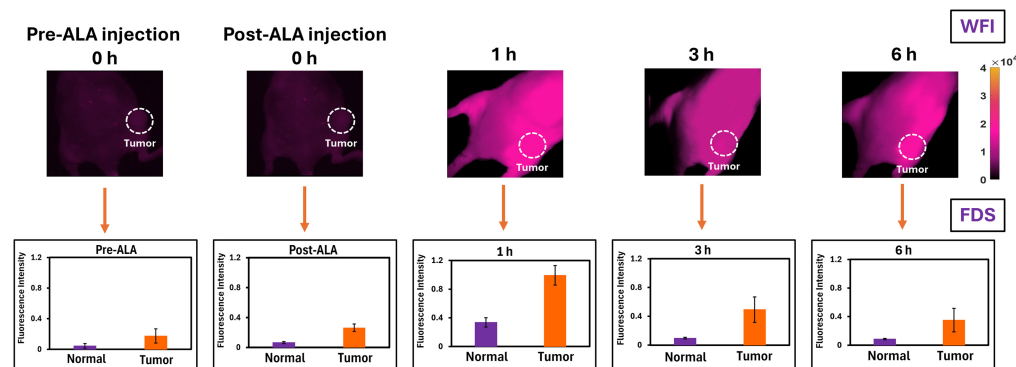 WFI
Pre-ALA injection
0 h
Post-ALA injection
0 h
1 h
3 h
6 h
Tumor
Tumor
Tumor
Tumor
Tumor
4 ×10⁴
3
2
1
0
FDS
Pre-ALA
Fluorescence Intensity
1.2
0.8
0.4
0
Normal Tumor
Post-ALA
Fluorescence Intensity
1.2
0.8
0.4
0
Normal Tumor
1 h
Fluorescence Intensity
1.2
0.8
0.4
0
Normal Tumor
3 h
Fluorescence Intensity
1.2
0.8
0.4
0
Normal Tumor
6 h
Fluorescence Intensity
1.2
0.8
0.4
0
Normal Tumor